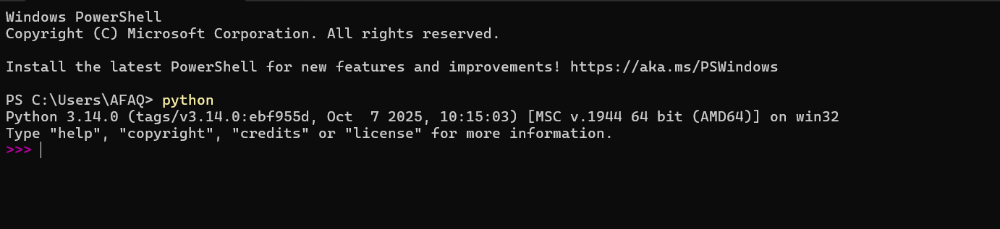 Windows PowerShell
Copyright (C) Microsoft Corporation. All rights reserved.
Install the latest PowerShell for new features and improvements! https://aka.ms/PSWindows
PS C:\Users\AFAQ> python
Python 3.14.0 (tags/v3.14.0:ebf955d, Oct  7 2025, 10:15:03) [MSC v.1944 64 bit (AMD64)] on win32
Type "help", "copyright", "credits" or "license" for more information.
>>>